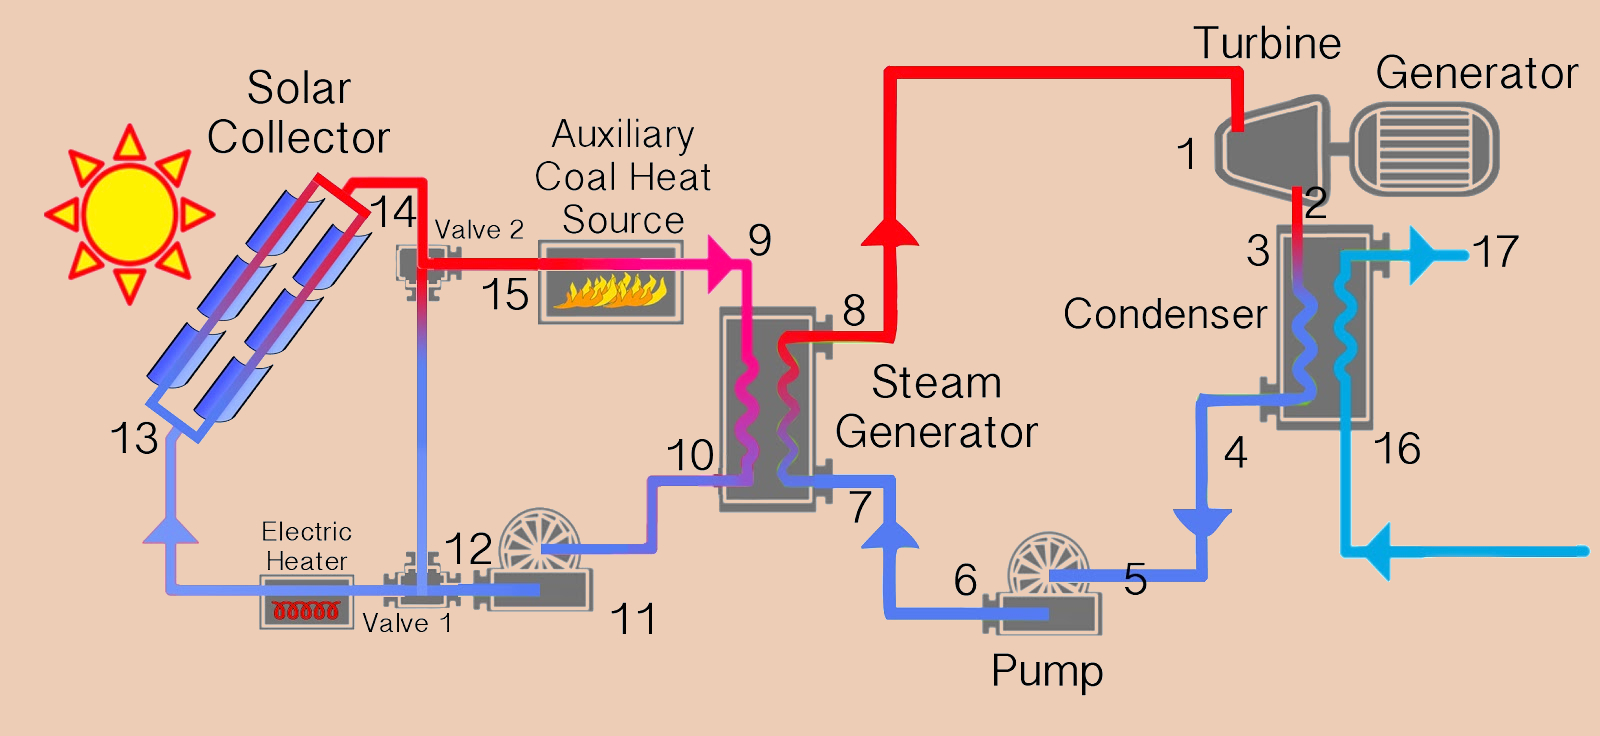 Turbine
Generator
Solar
Collector
Auxiliary
Coal Heat
Source
1
2
14
Valve 2
9
3
17
15
8
Condenser
Steam
Generator
13
10
4
16
7
Electric
Heater
12
6
5
Valve 1
11
Pump